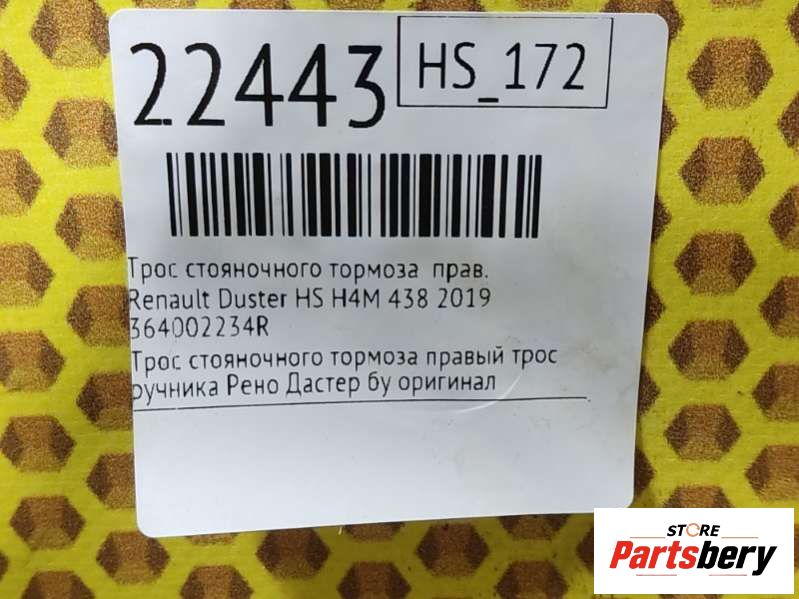 22443
HS_172
Трос стояночного тормоза прав.
Renault Duster HS H4M 438 2019
364002234R
Трос стояночного тормоза правый трос
ручника Рено Дастер бу оригинал
STORE
Partsbery